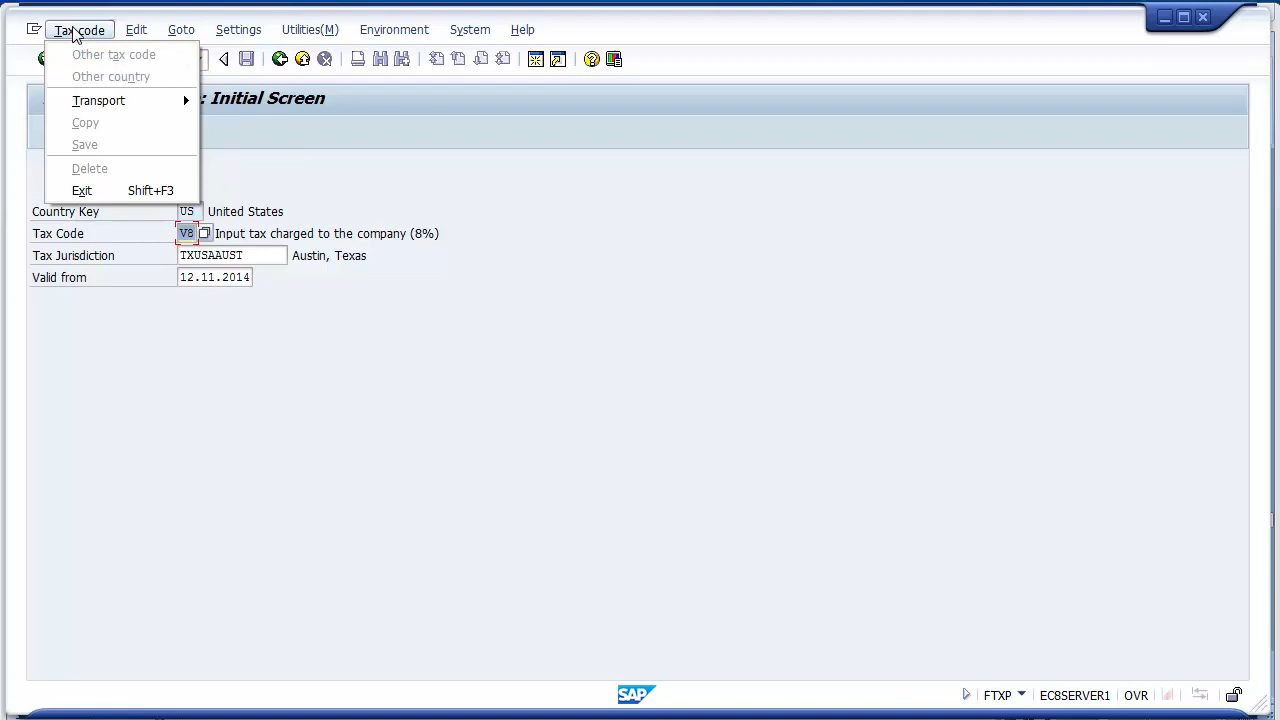 Tax code Edit Goto Settings Utilities(M) Environment System Help
Other tax code
Other country
Transport
Copy
Save
Delete
Exit Shift+F3
: Initial Screen
Country Key US United States
Tax Code V8 Input tax charged to the company (8%)
Tax Jurisdiction TXUSAAUST Austin, Texas
Valid from 12.11.2014
SAP FTXP EC8SERVER1 OVR